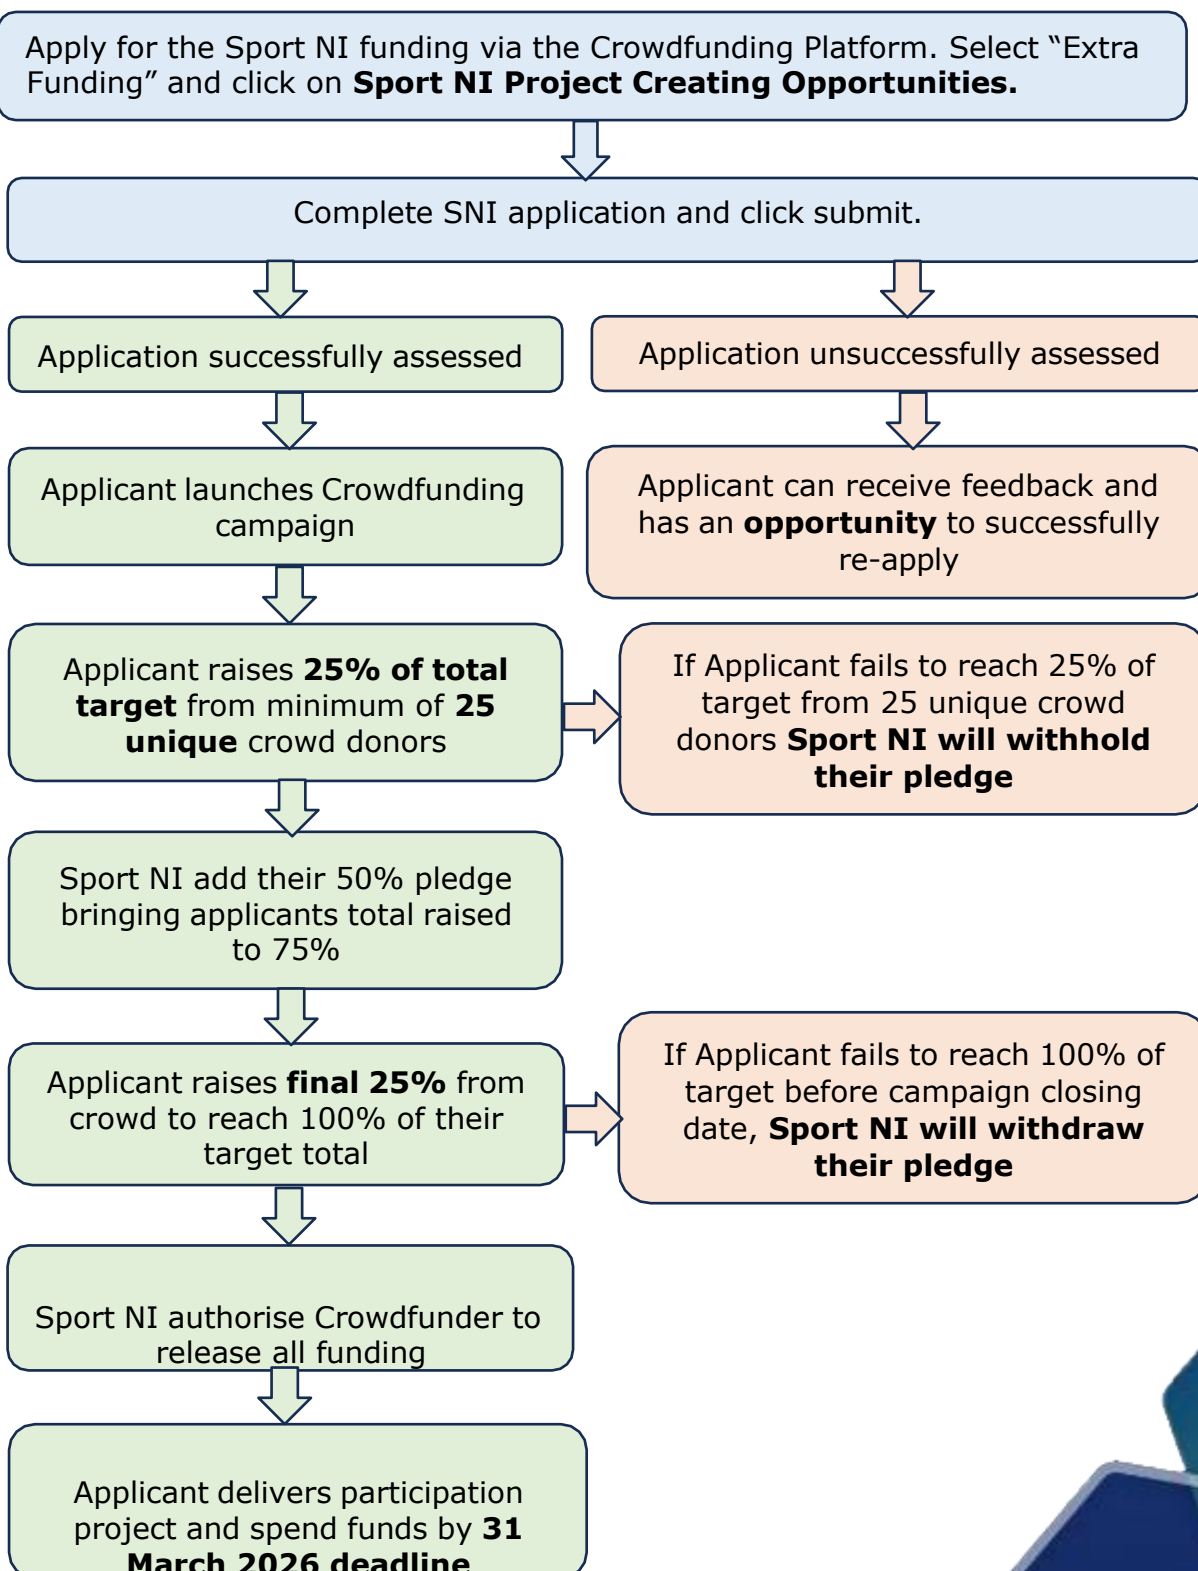 Apply for the Sport NI funding via the Crowdfunding Platform. Select “Extra
Funding” and click on Sport NI Project Creating Opportunities.
Complete SNI application and click submit.
Application successfully assessed
Application unsuccessfully assessed
Applicant launches Crowdfunding
campaign
Applicant can receive feedback and
has an opportunity to successfully
re-apply
Applicant raises 25% of total
target from minimum of 25
unique crowd donors
If Applicant fails to reach 25% of
target from 25 unique crowd
donors Sport NI will withhold
their pledge
Sport NI add their 50% pledge
bringing applicants total raised
to 75%
Applicant raises final 25% from
crowd to reach 100% of their
target total
If Applicant fails to reach 100% of
target before campaign closing
date, Sport NI will withdraw
their pledge
Sport NI authorise Crowdfunder to
release all funding
Applicant delivers participation
project and spend funds by 31
March 2026 deadline